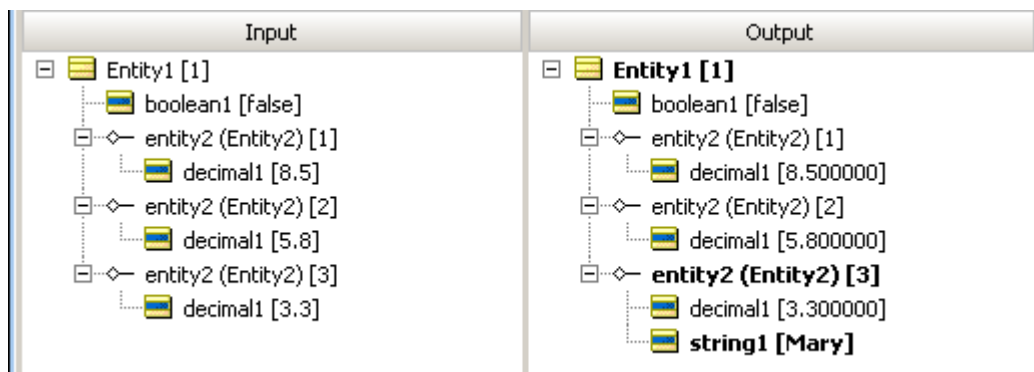 Input
Entity1 [1]
boolean1 [false]
entity2 (Entity2) [1]
decimal1 [8.5]
entity2 (Entity2) [2]
decimal1 [5.8]
entity2 (Entity2) [3]
decimal1 [3.3]
Output
Entity1 [1]
boolean1 [false]
entity2 (Entity2) [1]
decimal1 [8.500000]
entity2 (Entity2) [2]
decimal1 [5.800000]
entity2 (Entity2) [3]
decimal1 [3.300000]
string1 [Mary]